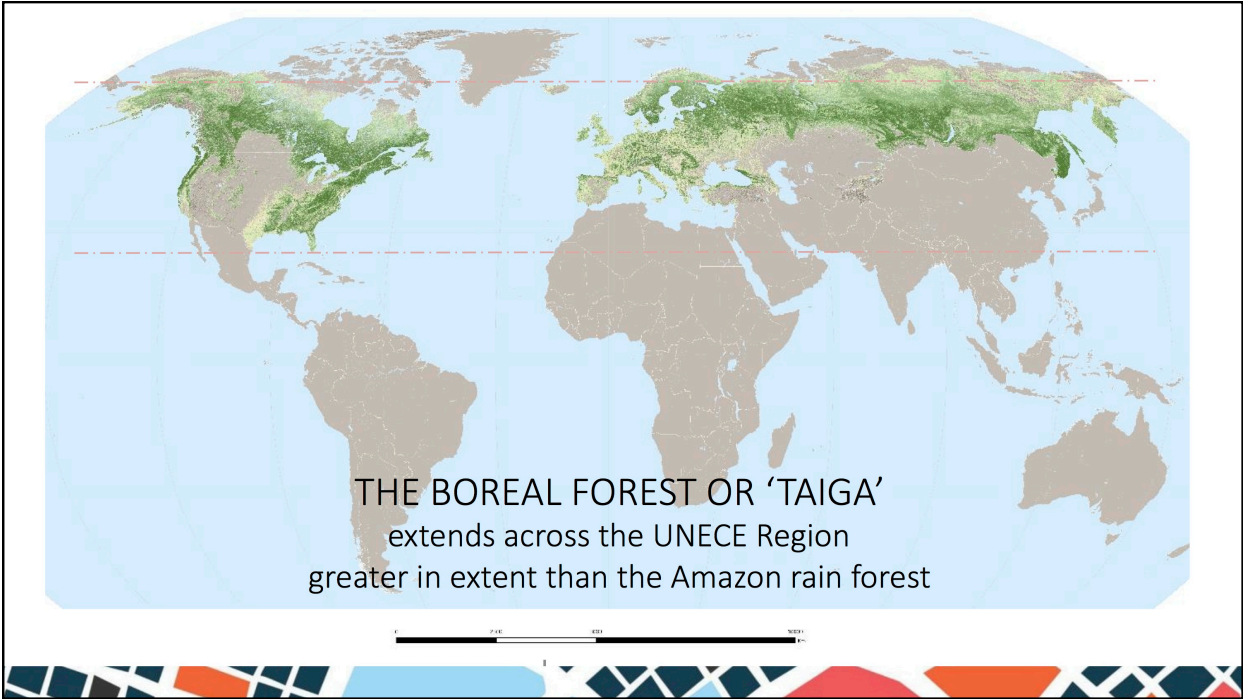 THE BOREAL FOREST OR ‘TAIGA’
extends across the UNECE Region
greater in extent than the Amazon rain forest